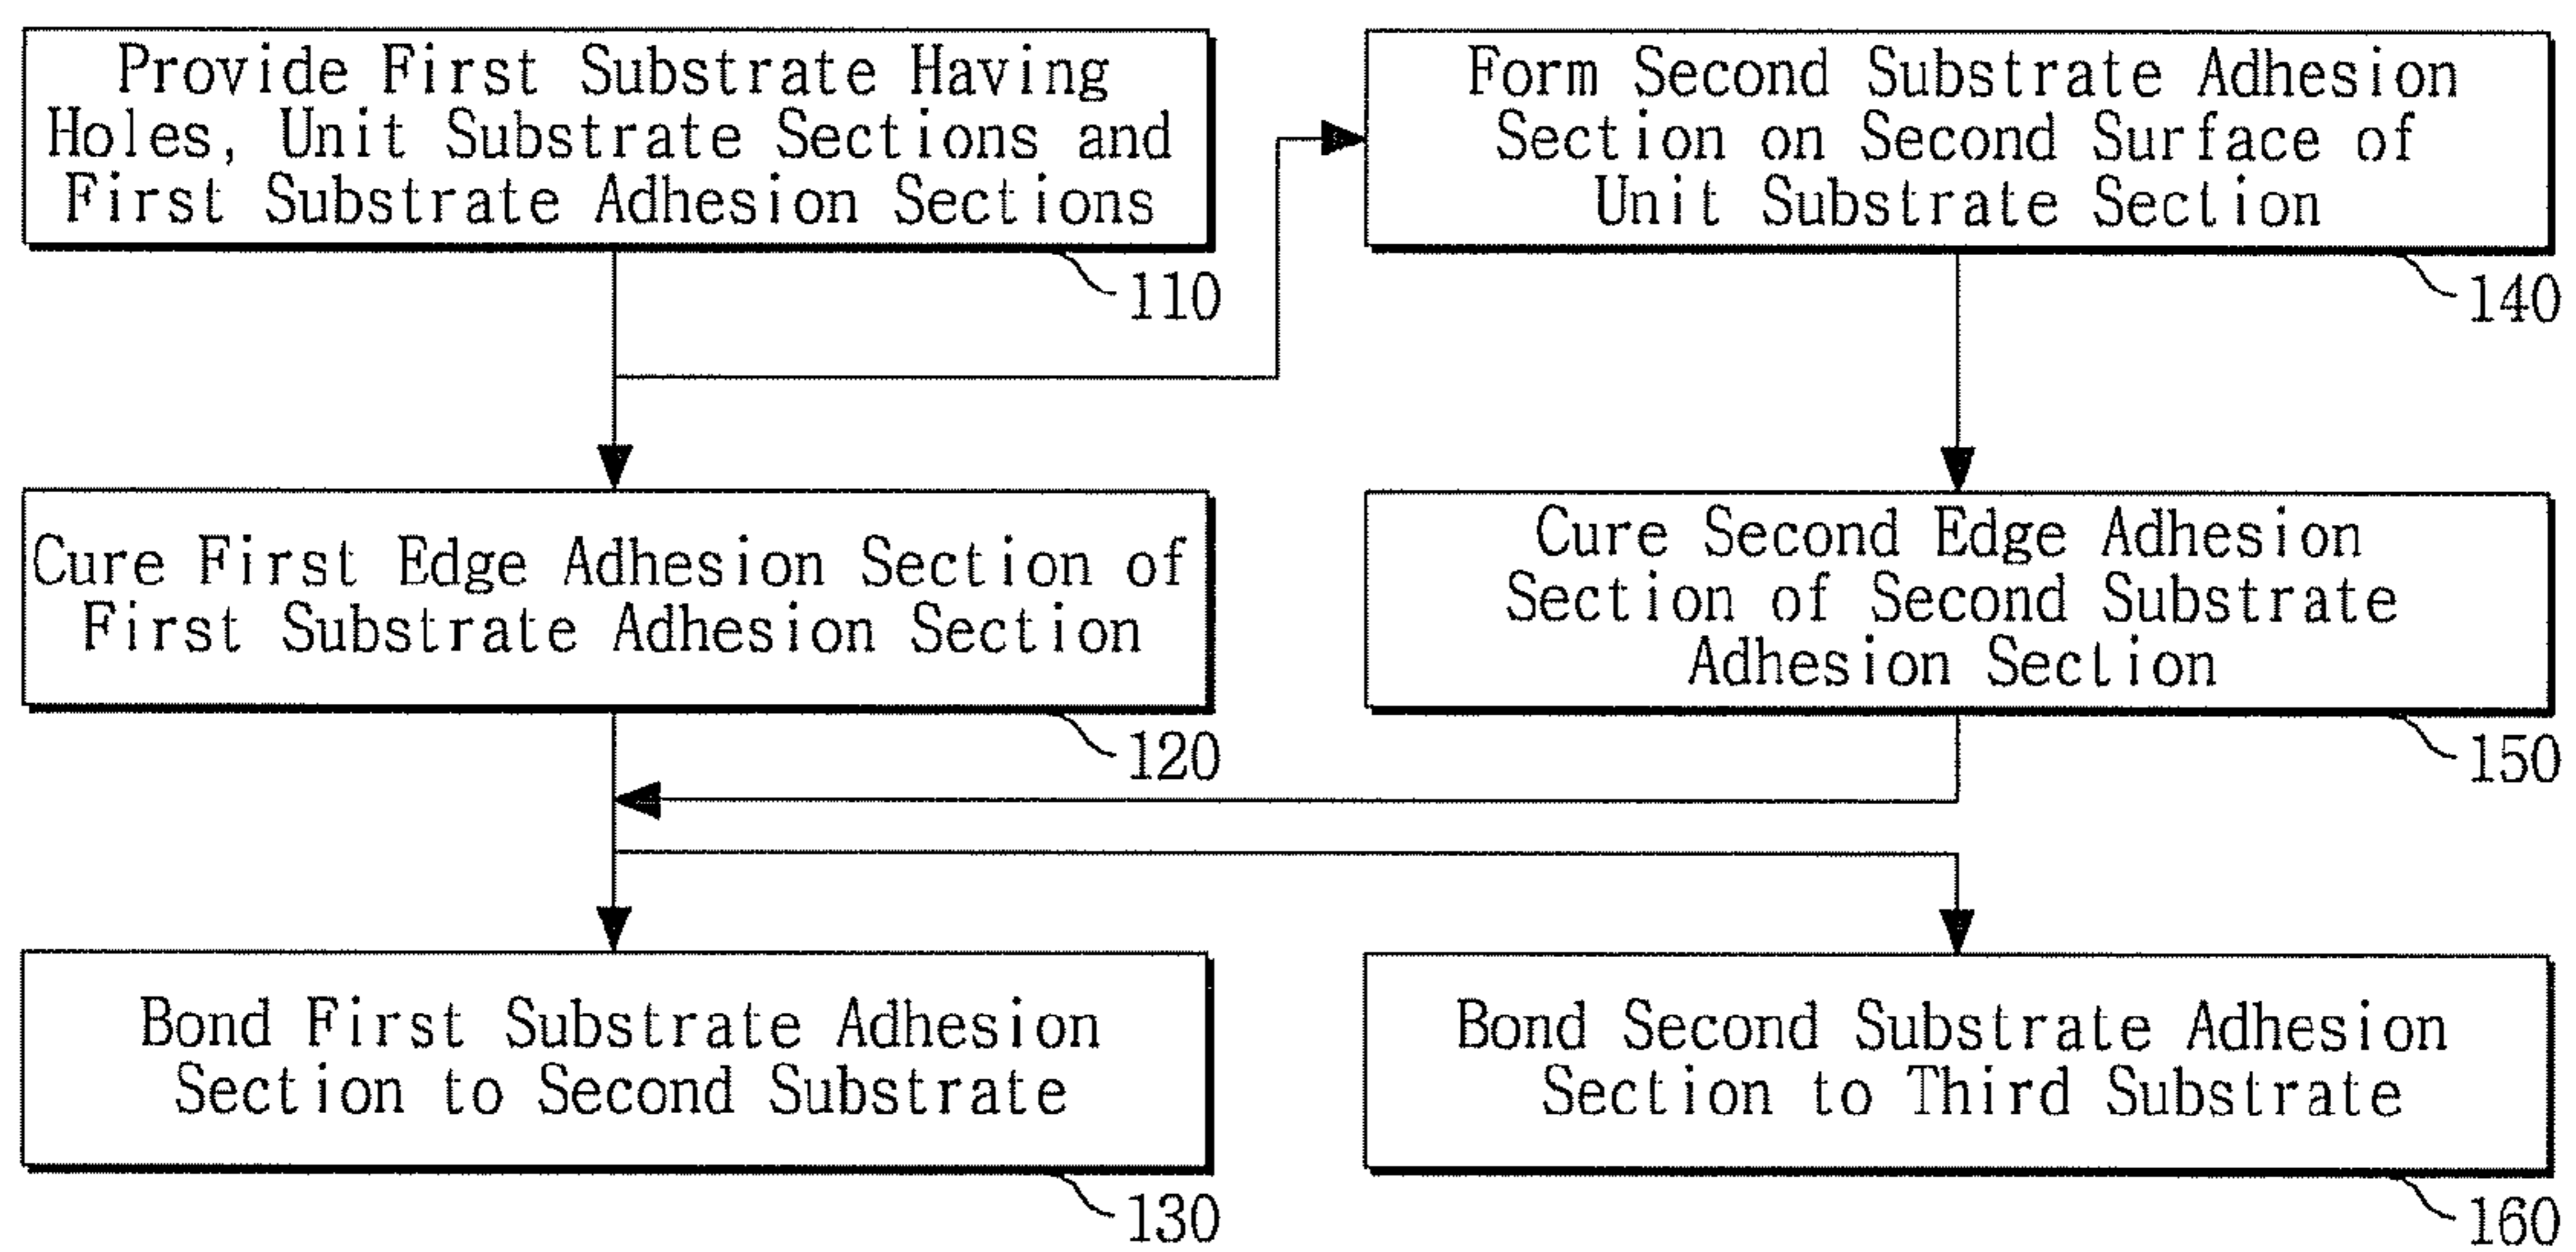 Provide First Substrate Having
Holes, Unit Substrate Sections and
First Substrate Adhesion Sections
110
Form Second Substrate Adhesion
Section on Second Surface of
Unit Substrate Section
140
Cure First Edge Adhesion Section of
First Substrate Adhesion Section
120
Cure Second Edge Adhesion
Section of Second Substrate
Adhesion Section
150
Bond First Substrate Adhesion
Section to Second Substrate
130
Bond Second Substrate Adhesion
Section to Third Substrate
160